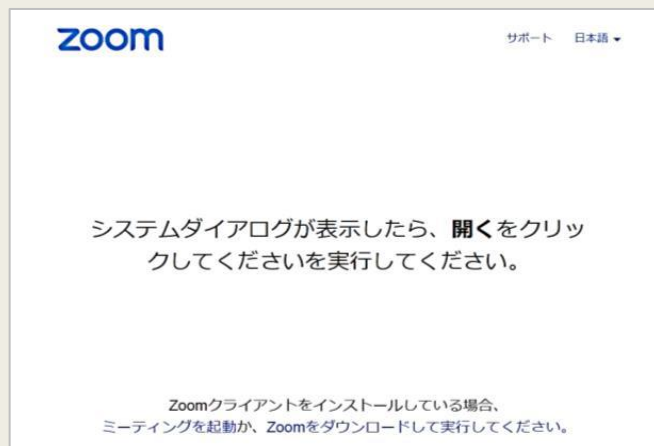 zoom
サポート 日本語
システムダイアログが表示したら、開くをクリッ
クしてくださいを実行してください。
Zoomクライアントをインストールしている場合、
ミーティングを起動か、Zoomをダウンロードして実行してください。